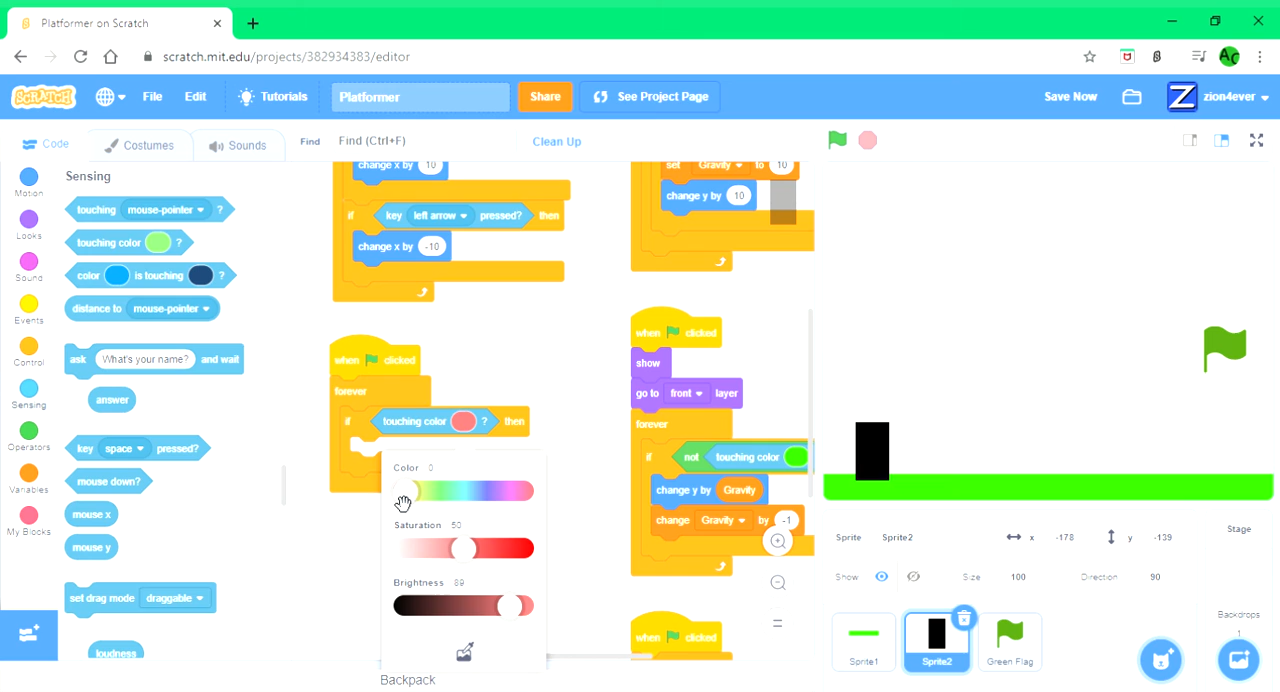 Platformer on Scratch
scratch.mit.edu/projects/382934383/editor
SCRATCH
File
Edit
Tutorials
Platformer
Share
See Project Page
Save Now
zion4ever
Code
Costumes
Sounds
Find
Find (Ctrl+F)
Clean Up
Motion
Looks
Sound
Events
Control
Sensing
Operators
Variables
My Blocks
Sensing
touching mouse-pointer ?
touching color ?
color is touching ?
distance to mouse-pointer
ask What's your name? and wait
answer
key space pressed?
mouse down?
mouse x
mouse y
set drag mode draggable
loudness
change x by 10
if key left arrow pressed? then
change x by -10
when clicked
forever
if touching color ? then
Color 0
Saturation 50
Brightness 89
set Gravity to 10
change y by 10
when clicked
show
go to front layer
forever
if not touching color
change y by Gravity
change Gravity by -1
when clicked
Backpack
Sprite Sprite2 x -178 y -139
Show Size 100 Direction 90
Sprite1
Sprite2
Green Flag
Stage
Backdrops
1